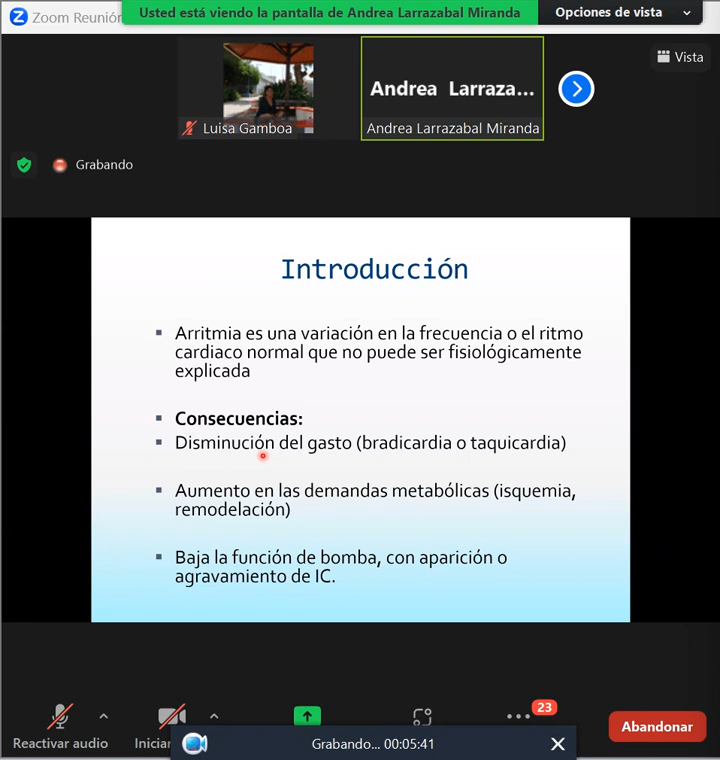 Zoom Reunión
Usted está viendo la pantalla de Andrea Larrazabal Miranda
Opciones de vista
Andrea Larraza...
Luisa Gamboa
Andrea Larrazabal Miranda
Vista
Grabando
Introducción
Arritmia es una variación en la frecuencia o el ritmo
cardiaco normal que no puede ser fisiológicamente
explicada
Consecuencias:
Disminución del gasto (bradicardia o taquicardia)
Aumento en las demandas metabólicas (isquemia,
remodelación)
Baja la función de bomba, con aparición o
agravamiento de IC.
23
Reactivar audio
Iniciar
Grabando... 00:05:41
Abandonar